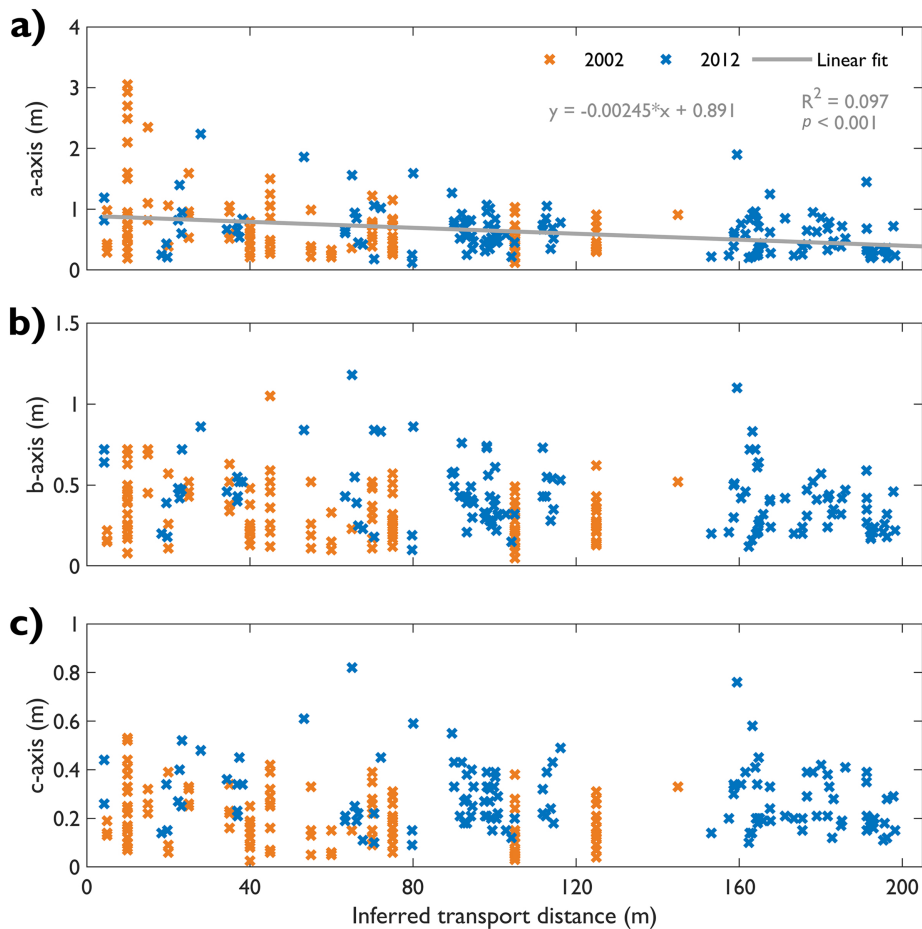 a)
4
3
2
1
0
a-axis (m)
2002 2012 Linear fit
y = -0.00245*x + 0.891
R² = 0.097
p < 0.001
b)
1.5
1
0.5
0
b-axis (m)
c)
1
0.8
0.6
0.4
0.2
0
c-axis (m)
0 40 80 120 160 200
Inferred transport distance (m)